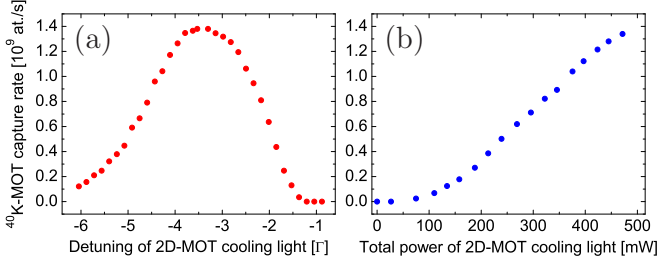 (a)
(b)
⁴⁰K-MOT capture rate [10⁹ at./s]
1.4
1.2
1.0
0.8
0.6
0.4
0.2
0.0
-6 -5 -4 -3 -2 -1
Detuning of 2D-MOT cooling light [Γ]
1.4
1.2
1.0
0.8
0.6
0.4
0.2
0.0
0 100 200 300 400 500
Total power of 2D-MOT cooling light [mW]